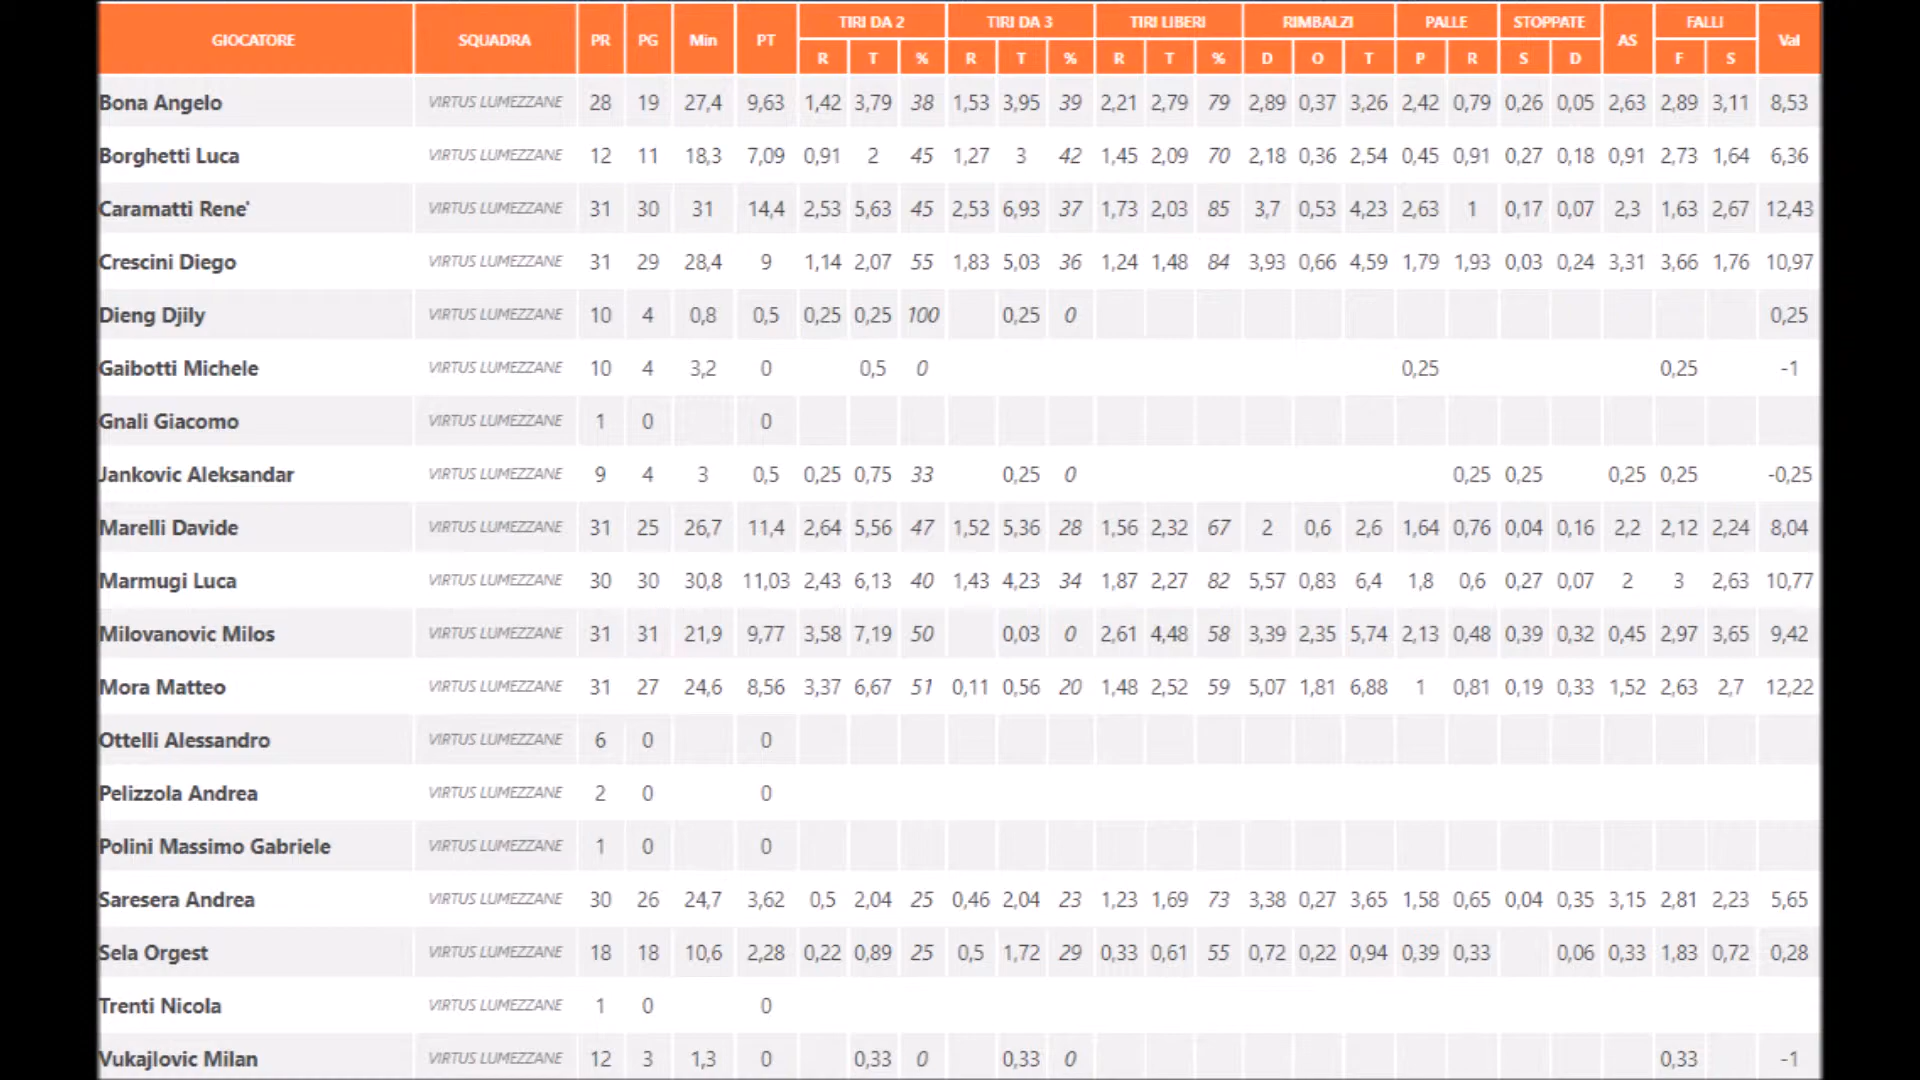 GIOCATORE SQUADRA PR PG Min PT TIRI DA 2 TIRI DA 3 TIRI LIBERI RIMBALZI PALLE STOPPATE AS FALLI Val
R T % R T % R T % D O T P R S D F S
Bona Angelo VIRTUS LUMEZZANE 28 19 27,4 9,63 1,42 3,79 38 1,53 3,95 39 2,21 2,79 79 2,89 0,37 3,26 2,42 0,79 0,26 0,05 2,63 2,89 3,11 8,53
Borghetti Luca VIRTUS LUMEZZANE 12 11 18,3 7,09 0,91 2 45 1,27 3 42 1,45 2,09 70 2,18 0,36 2,54 0,45 0,91 0,27 0,18 0,91 2,73 1,64 6,36
Caramatti Rene' VIRTUS LUMEZZANE 31 30 31 14,4 2,53 5,63 45 2,53 6,93 37 1,73 2,03 85 3,7 0,53 4,23 2,63 1 0,17 0,07 2,3 1,63 2,67 12,43
Crescini Diego VIRTUS LUMEZZANE 31 29 28,4 9 1,14 2,07 55 1,83 5,03 36 1,24 1,48 84 3,93 0,66 4,59 1,79 1,93 0,03 0,24 3,31 3,66 1,76 10,97
Dieng Djily VIRTUS LUMEZZANE 10 4 0,8 0,5 0,25 0,25 100 0,25 0 0,25
Gaibotti Michele VIRTUS LUMEZZANE 10 4 3,2 0 0,5 0 0,25 0,25 -1
Gnali Giacomo VIRTUS LUMEZZANE 1 0 0
Jankovic Aleksandar VIRTUS LUMEZZANE 9 4 3 0,5 0,25 0,75 33 0,25 0 0,25 0,25 0,25 0,25 -0,25
Marelli Davide VIRTUS LUMEZZANE 31 25 26,7 11,4 2,64 5,56 47 1,52 5,36 28 1,56 2,32 67 2 0,6 2,6 1,64 0,76 0,04 0,16 2,2 2,12 2,24 8,04
Marmugi Luca VIRTUS LUMEZZANE 30 30 30,8 11,03 2,43 6,13 40 1,43 4,23 34 1,87 2,27 82 5,57 0,83 6,4 1,8 0,6 0,27 0,07 2 3 2,63 10,77
Milovanovic Milos VIRTUS LUMEZZANE 31 31 21,9 9,77 3,58 7,19 50 0,03 0 2,61 4,48 58 3,39 2,35 5,74 2,13 0,48 0,39 0,32 0,45 2,97 3,65 9,42
Mora Matteo VIRTUS LUMEZZANE 31 27 24,6 8,56 3,37 6,67 51 0,11 0,56 20 1,48 2,52 59 5,07 1,81 6,88 1 0,81 0,19 0,33 1,52 2,63 2,7 12,22
Ottelli Alessandro VIRTUS LUMEZZANE 6 0 0
Pelizzola Andrea VIRTUS LUMEZZANE 2 0 0
Polini Massimo Gabriele VIRTUS LUMEZZANE 1 0 0
Saresera Andrea VIRTUS LUMEZZANE 30 26 24,7 3,62 0,5 2,04 25 0,46 2,04 23 1,23 1,69 73 3,38 0,27 3,65 1,58 0,65 0,04 0,35 3,15 2,81 2,23 5,65
Sela Orgest VIRTUS LUMEZZANE 18 18 10,6 2,28 0,22 0,89 25 0,5 1,72 29 0,33 0,61 55 0,72 0,22 0,94 0,39 0,33 0,06 0,33 1,83 0,72 0,28
Trenti Nicola VIRTUS LUMEZZANE 1 0 0
Vukajlovic Milan VIRTUS LUMEZZANE 12 3 1,3 0 0,33 0 0,33 0 0,33 -1